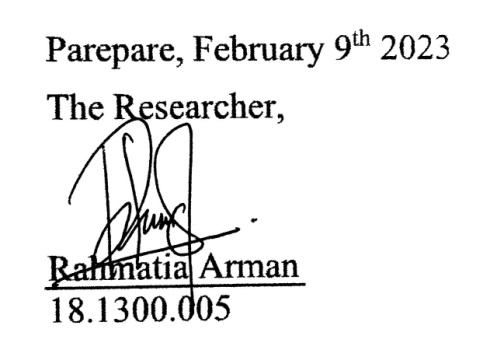 Parepare, February 9th 2023
The Researcher,
Rahmatia Arman
18.1300.005